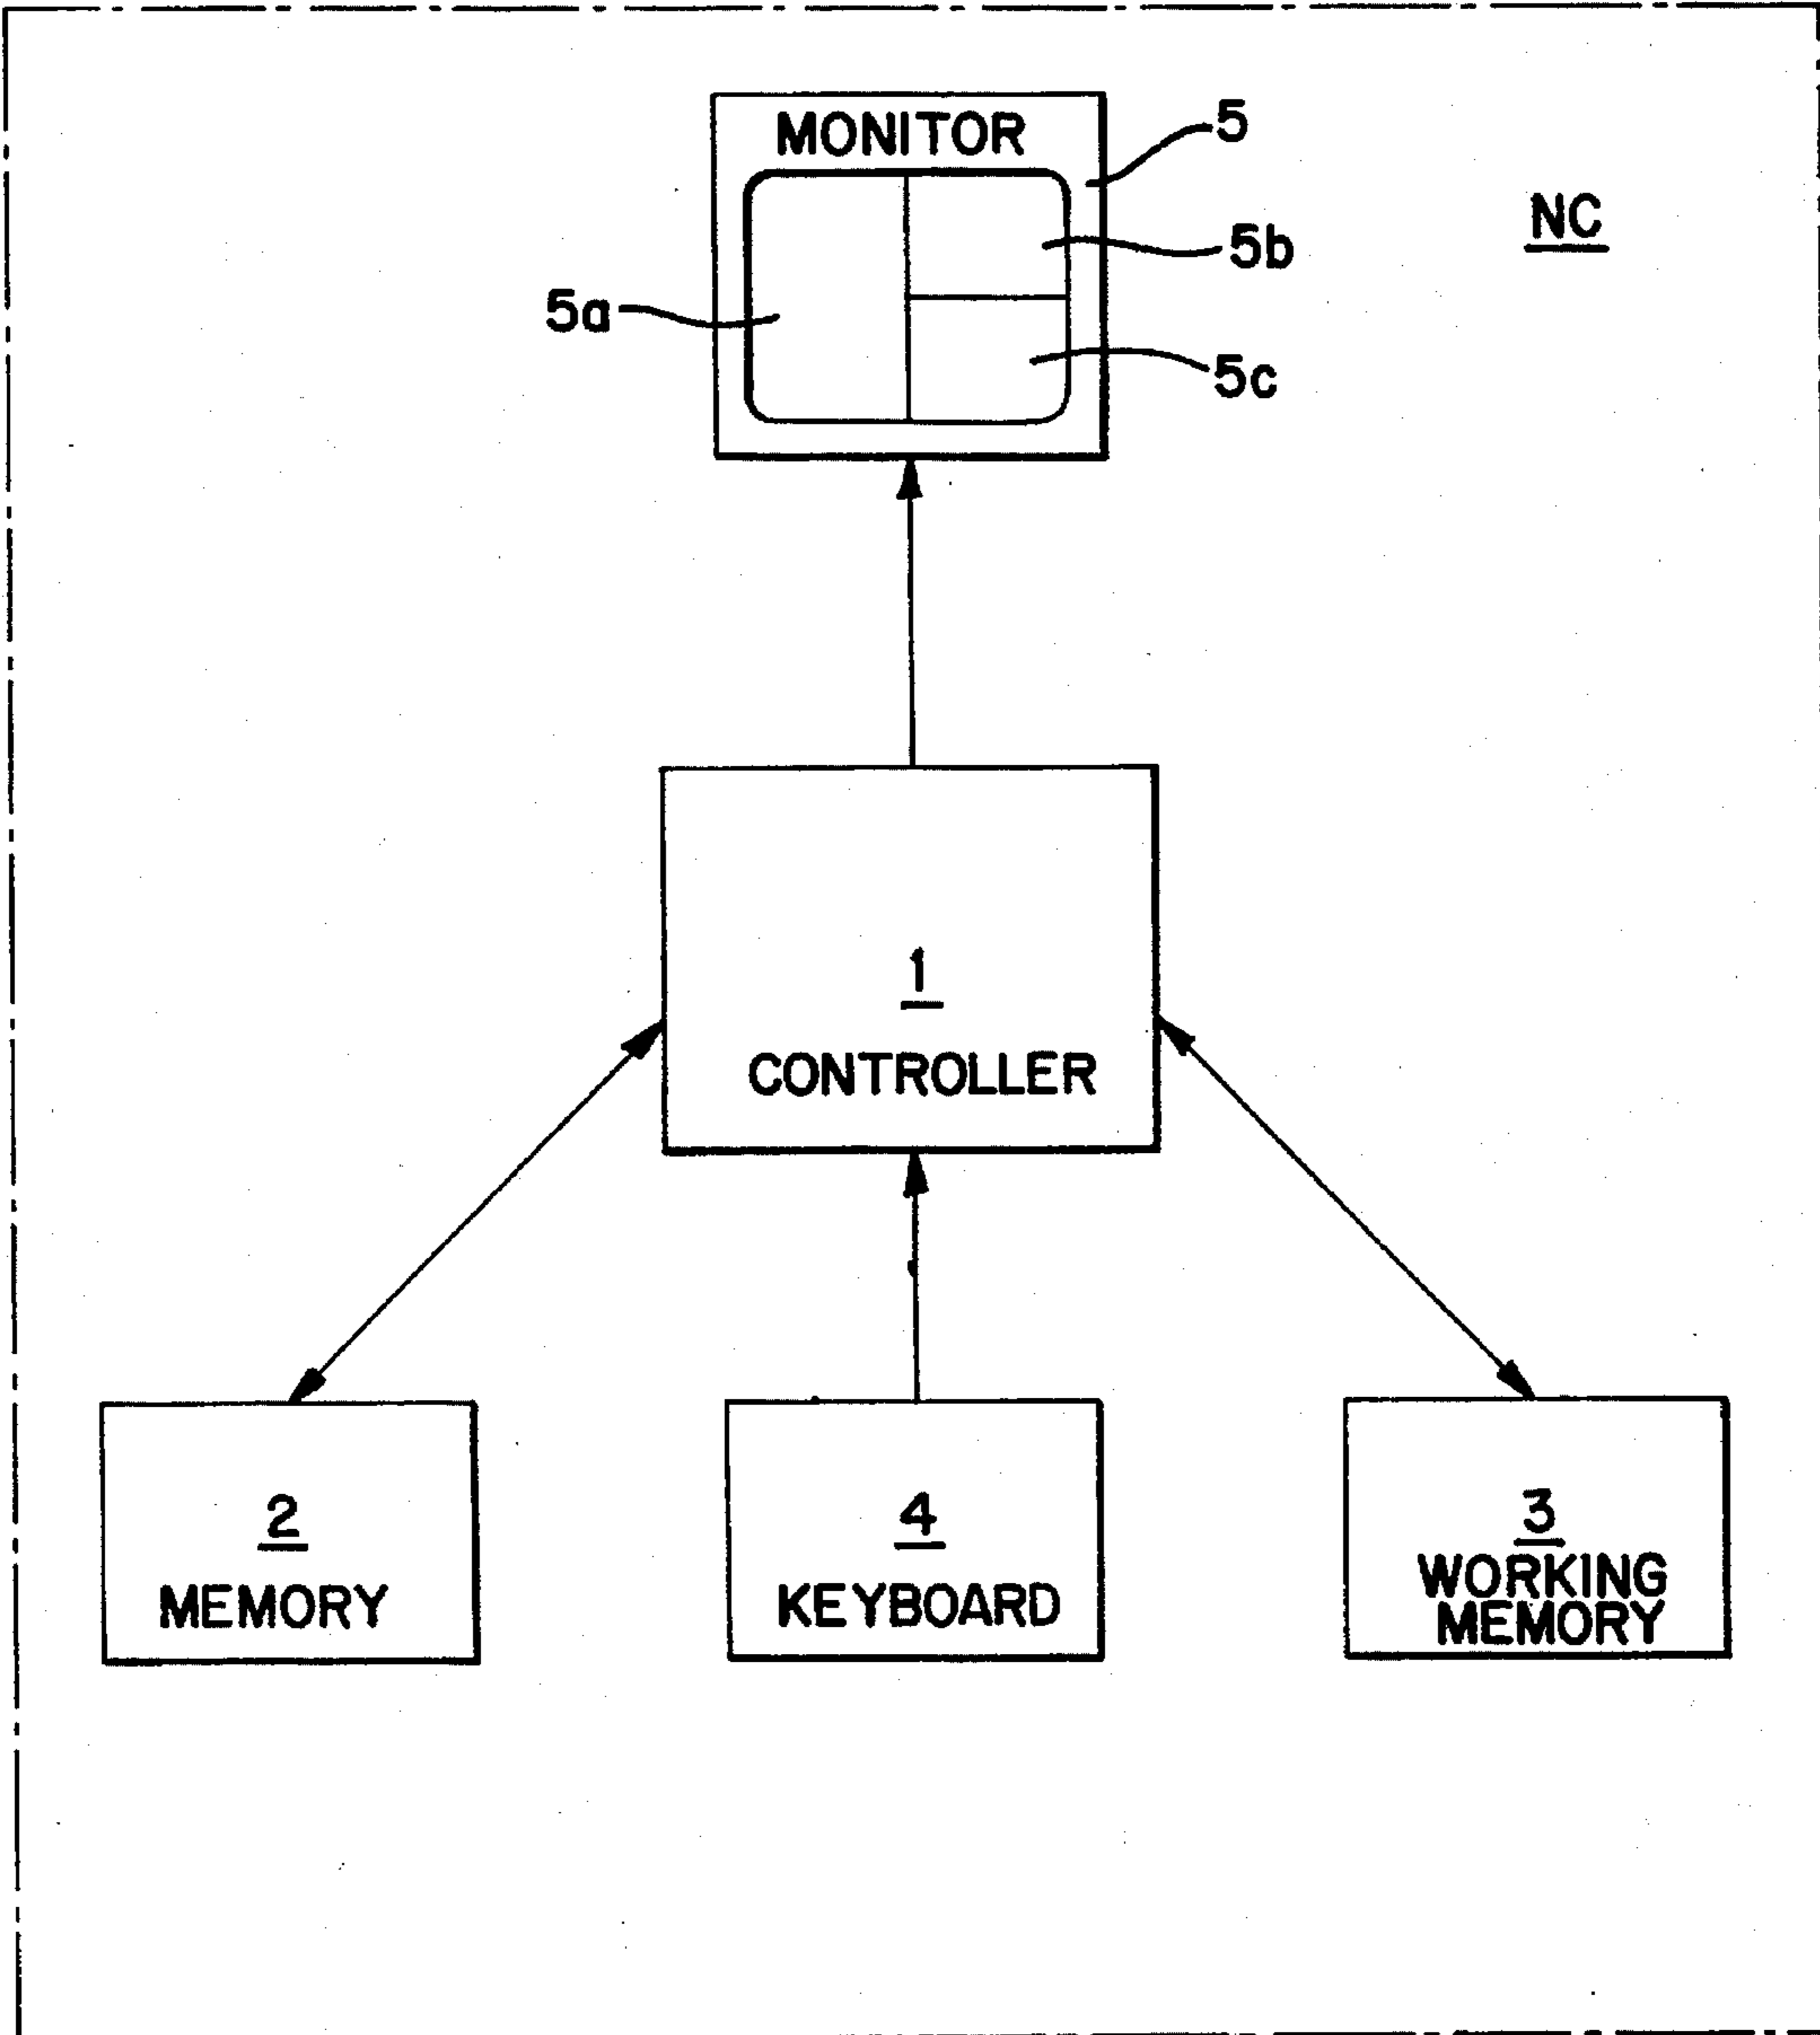 MONITOR
5
NC
5b
5a
5c
1
CONTROLLER
2
MEMORY
4
KEYBOARD
3
WORKING
MEMORY